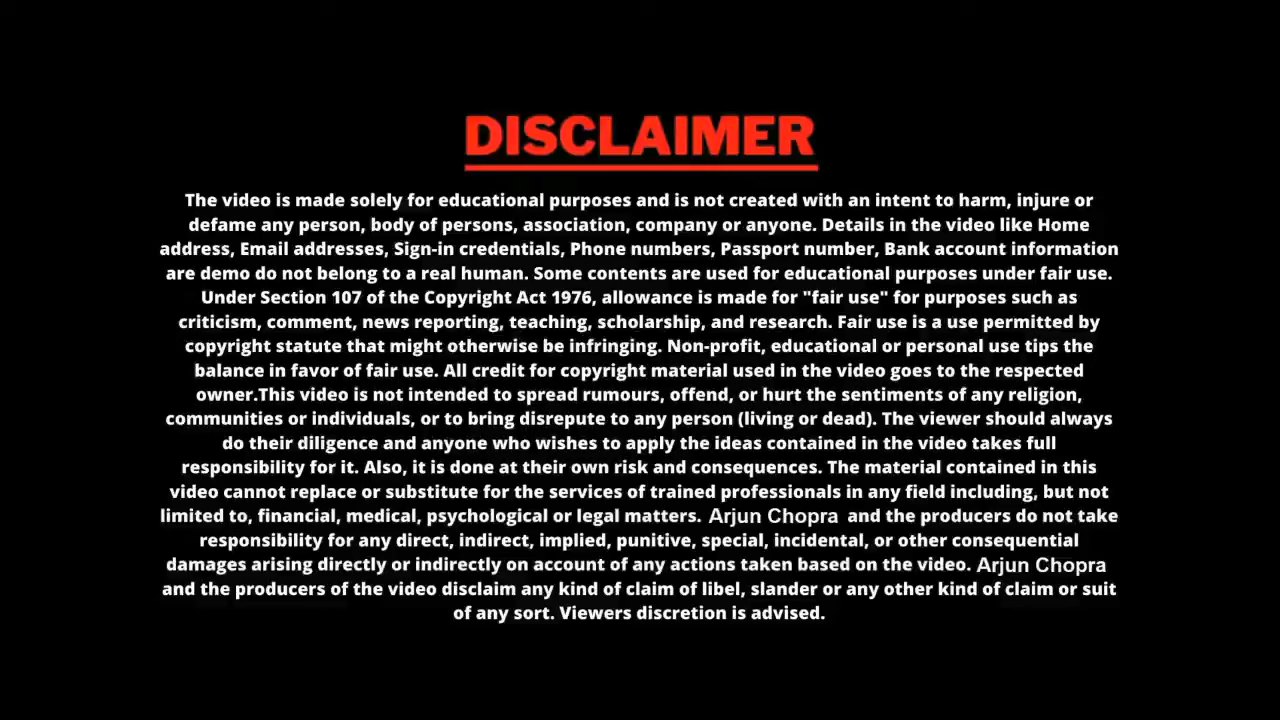 DISCLAIMER
The video is made solely for educational purposes and is not created with an intent to harm, injure or
defame any person, body of persons, association, company or anyone. Details in the video like Home
address, Email addresses, Sign-in credentials, Phone numbers, Passport number, Bank account information
are demo do not belong to a real human. Some contents are used for educational purposes under fair use.
Under Section 107 of the Copyright Act 1976, allowance is made for "fair use" for purposes such as
criticism, comment, news reporting, teaching, scholarship, and research. Fair use is a use permitted by
copyright statute that might otherwise be infringing. Non-profit, educational or personal use tips the
balance in favor of fair use. All credit for copyright material used in the video goes to the respected
owner.This video is not intended to spread rumours, offend, or hurt the sentiments of any religion,
communities or individuals, or to bring disrepute to any person (living or dead). The viewer should always
do their diligence and anyone who wishes to apply the ideas contained in the video takes full
responsibility for it. Also, it is done at their own risk and consequences. The material contained in this
video cannot replace or substitute for the services of trained professionals in any field including, but not
limited to, financial, medical, psychological or legal matters. Arjun Chopra and the producers do not take
responsibility for any direct, indirect, implied, punitive, special, incidental, or other consequential
damages arising directly or indirectly on account of any actions taken based on the video. Arjun Chopra
and the producers of the video disclaim any kind of claim of libel, slander or any other kind of claim or suit
of any sort. Viewers discretion is advised.